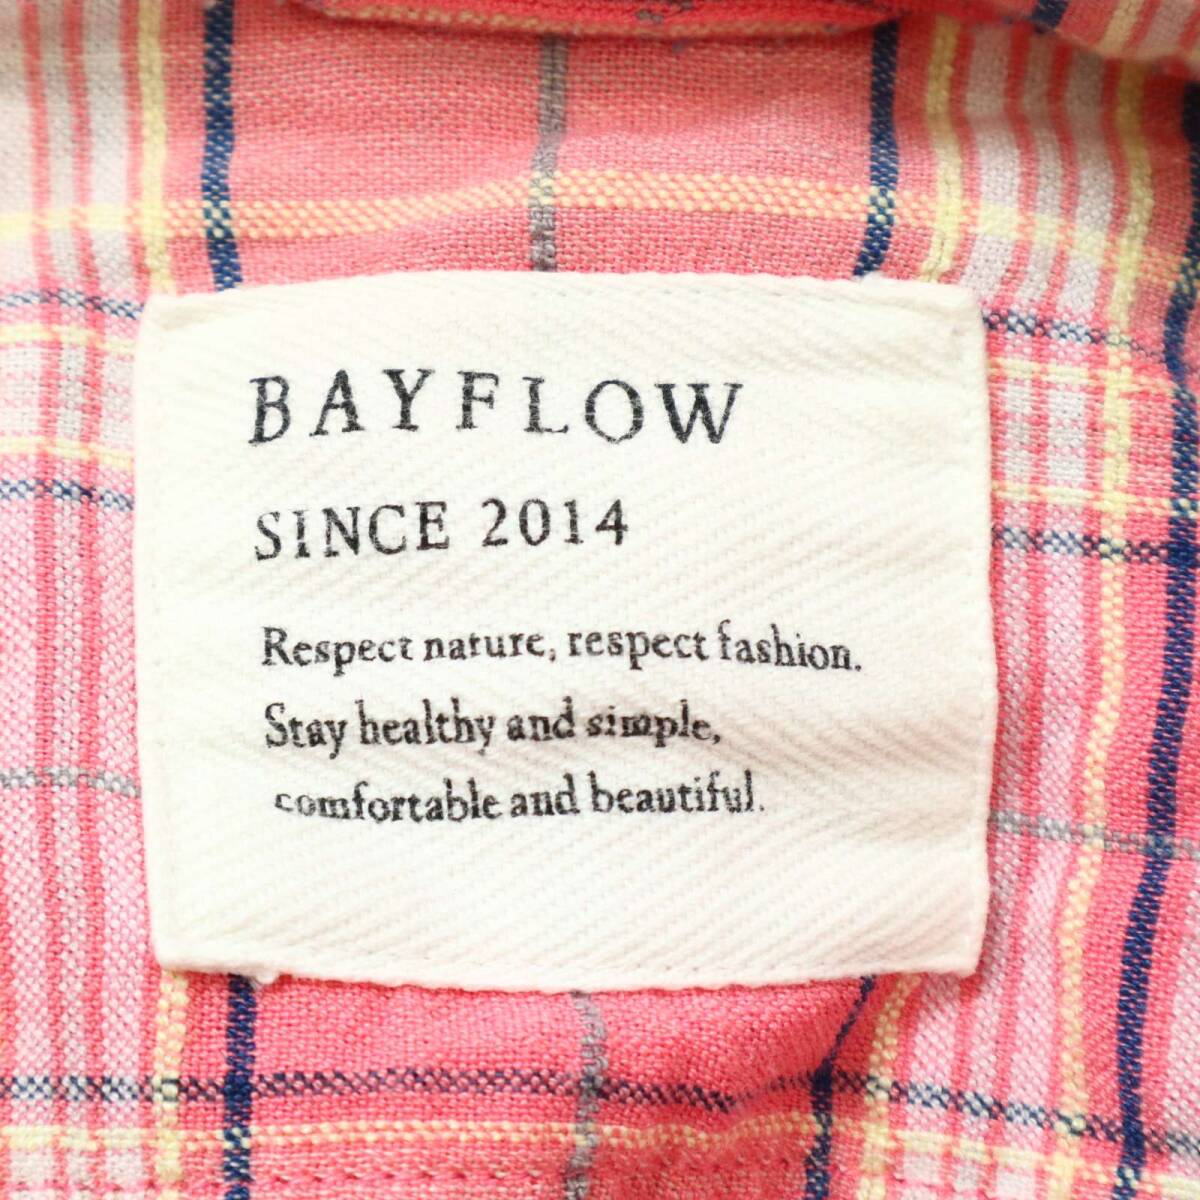 BAYFLOW
SINCE 2014
Respect nature, respect fashion.
Stay healthy and simple,
comfortable and beautiful.